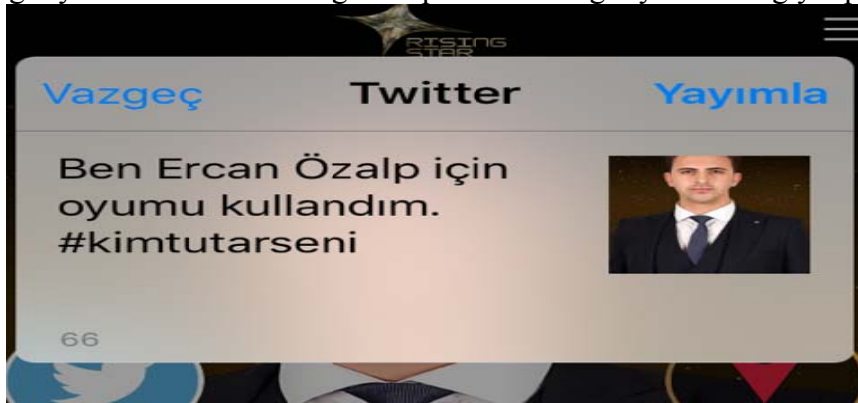 RISING
STAR
Vazgeç Twitter Yayımla
Ben Ercan Özalp için
oyumu kullandım.
#kimtutarseni
66